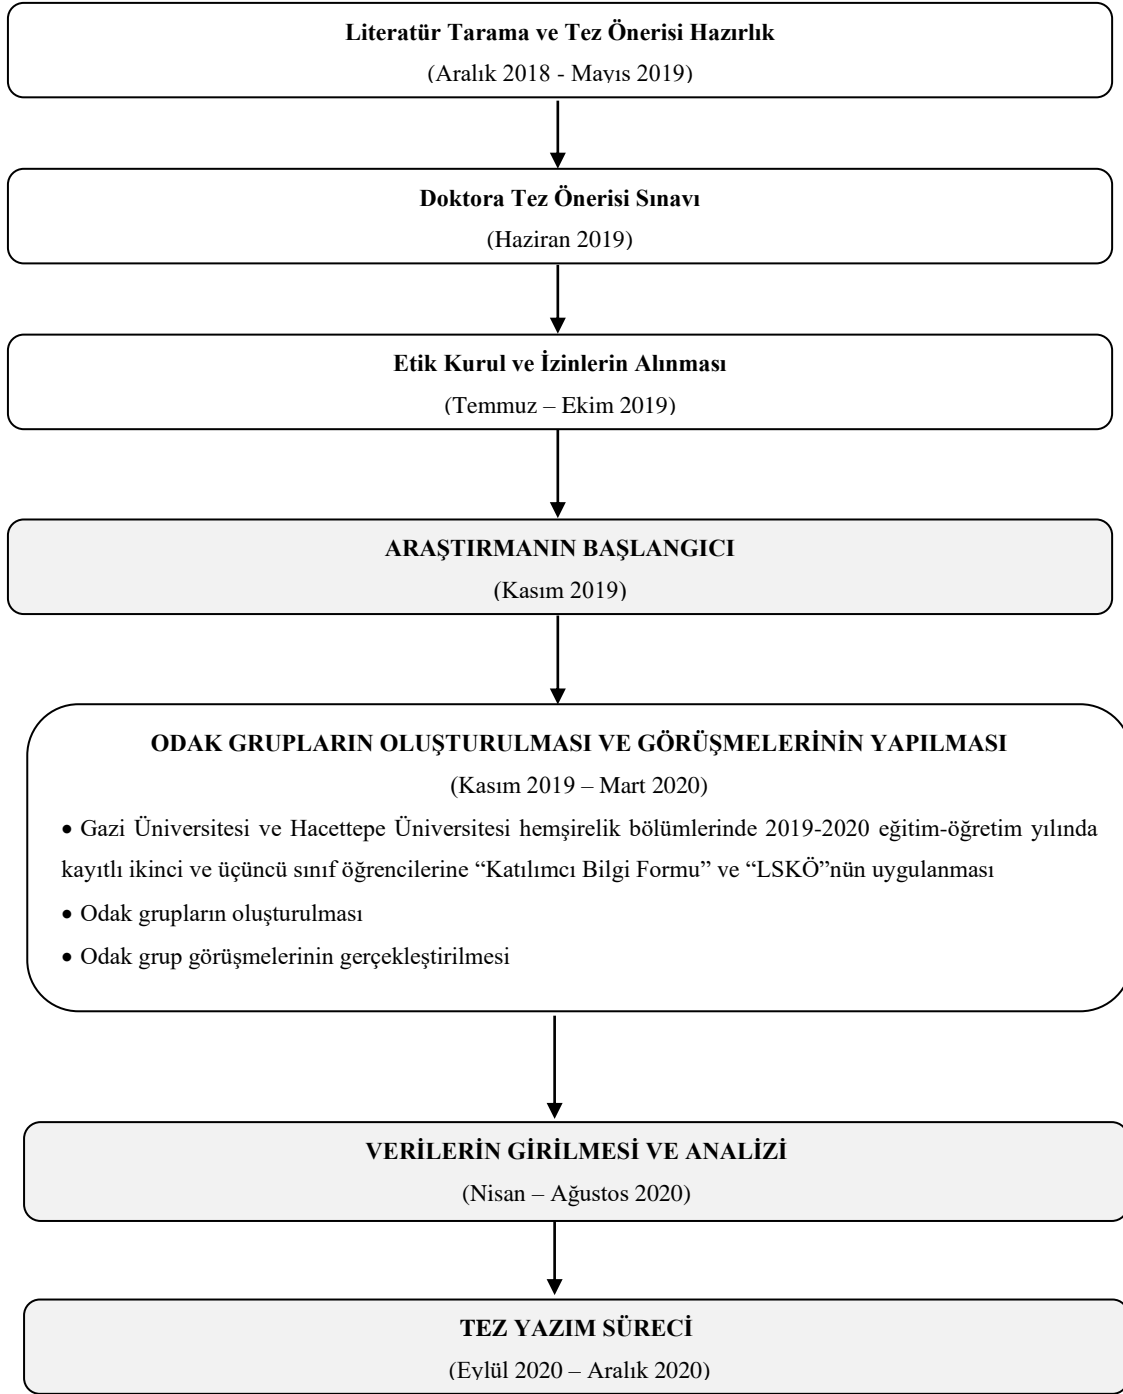 Literatür Tarama ve Tez Önerisi Hazırlık
(Aralık 2018 - Mayıs 2019)
Doktora Tez Önerisi Sınavı
(Haziran 2019)
Etik Kurul ve İzinlerin Alınması
(Temmuz – Ekim 2019)
ARAŞTIRMANIN BAŞLANGICI
(Kasım 2019)
ODAK GRUPLARIN OLUŞTURULMASI VE GÖRÜŞMELERİNİN YAPILMASI
(Kasım 2019 – Mart 2020)
• Gazi Üniversitesi ve Hacettepe Üniversitesi hemşirelik bölümlerinde 2019-2020 eğitim-öğretim yılında
kayıtlı ikinci ve üçüncü sınıf öğrencilerine “Katılımcı Bilgi Formu” ve “LSKÖ”nün uygulanması
• Odak grupların oluşturulması
• Odak grup görüşmelerinin gerçekleştirilmesi
VERİLERİN GİRİLMESİ VE ANALİZİ
(Nisan – Ağustos 2020)
TEZ YAZIM SÜRECİ
(Eylül 2020 – Aralık 2020)